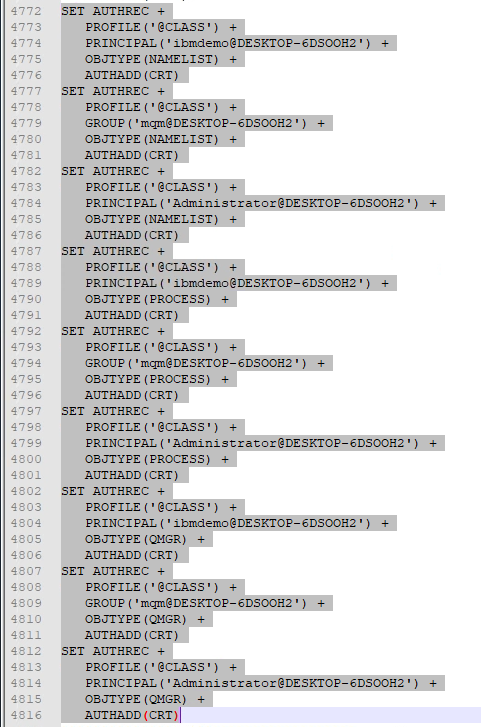 4772 SET AUTHREC +
4773 PROFILE('@CLASS') +
4774 PRINCIPAL('ibmdemo@DESKTOP-6DSOOH2') +
4775 OBJTYPE(NAMELIST) +
4776 AUTHADD(CRT)
4777 SET AUTHREC +
4778 PROFILE('@CLASS') +
4779 GROUP('mqm@DESKTOP-6DSOOH2') +
4780 OBJTYPE(NAMELIST) +
4781 AUTHADD(CRT)
4782 SET AUTHREC +
4783 PROFILE('@CLASS') +
4784 PRINCIPAL('Administrator@DESKTOP-6DSOOH2') +
4785 OBJTYPE(NAMELIST) +
4786 AUTHADD(CRT)
4787 SET AUTHREC +
4788 PROFILE('@CLASS') +
4789 PRINCIPAL('ibmdemo@DESKTOP-6DSOOH2') +
4790 OBJTYPE(PROCESS) +
4791 AUTHADD(CRT)
4792 SET AUTHREC +
4793 PROFILE('@CLASS') +
4794 GROUP('mqm@DESKTOP-6DSOOH2') +
4795 OBJTYPE(PROCESS) +
4796 AUTHADD(CRT)
4797 SET AUTHREC +
4798 PROFILE('@CLASS') +
4799 PRINCIPAL('Administrator@DESKTOP-6DSOOH2') +
4800 OBJTYPE(PROCESS) +
4801 AUTHADD(CRT)
4802 SET AUTHREC +
4803 PROFILE('@CLASS') +
4804 PRINCIPAL('ibmdemo@DESKTOP-6DSOOH2') +
4805 OBJTYPE(QMGR) +
4806 AUTHADD(CRT)
4807 SET AUTHREC +
4808 PROFILE('@CLASS') +
4809 GROUP('mqm@DESKTOP-6DSOOH2') +
4810 OBJTYPE(QMGR) +
4811 AUTHADD(CRT)
4812 SET AUTHREC +
4813 PROFILE('@CLASS') +
4814 PRINCIPAL('Administrator@DESKTOP-6DSOOH2') +
4815 OBJTYPE(QMGR) +
4816 AUTHADD(CRT)